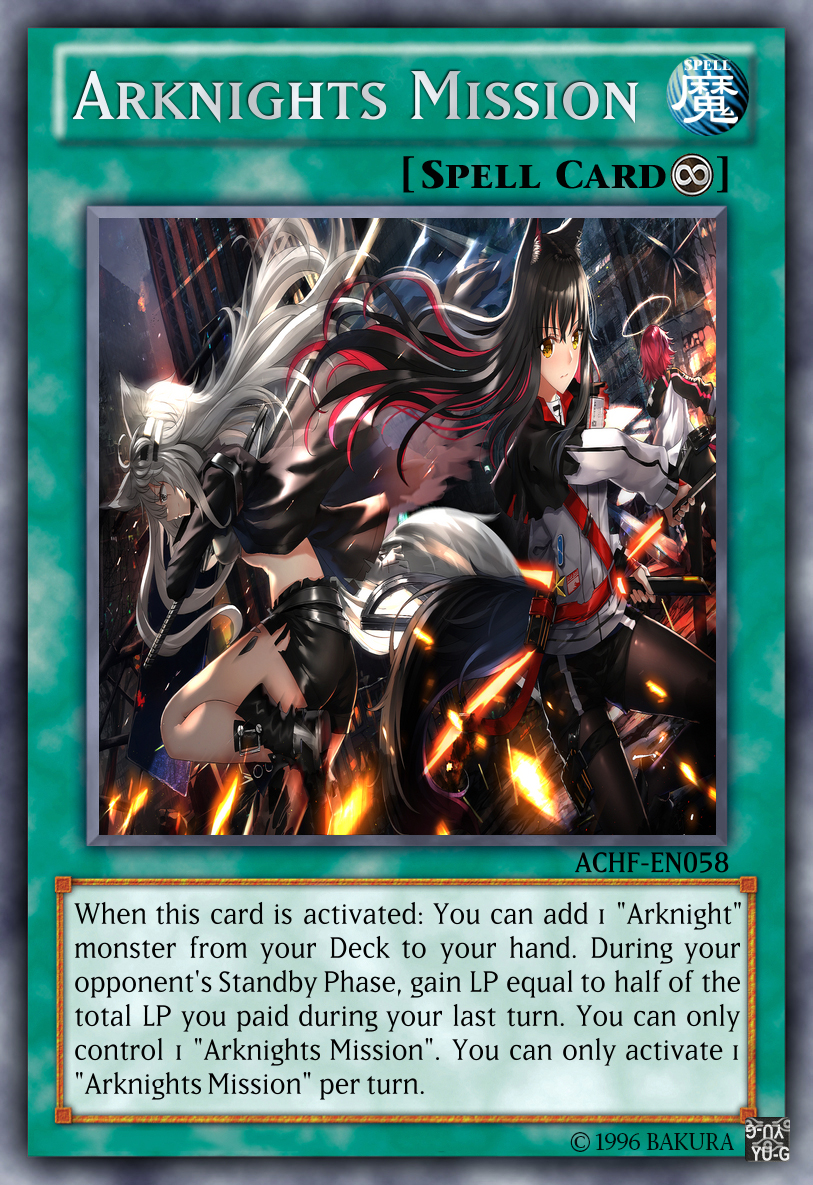 ARKNIGHTS MISSION
SPELL
魔
[SPELL CARD∞]
ACHF-EN058
When this card is activated: You can add 1 "Arknight"
monster from your Deck to your hand. During your
opponent's Standby Phase, gain LP equal to half of the
total LP you paid during your last turn. You can only
control 1 "Arknights Mission". You can only activate 1
"Arknights Mission" per turn.
© 1996 BAKURA
YU-G
YU-G